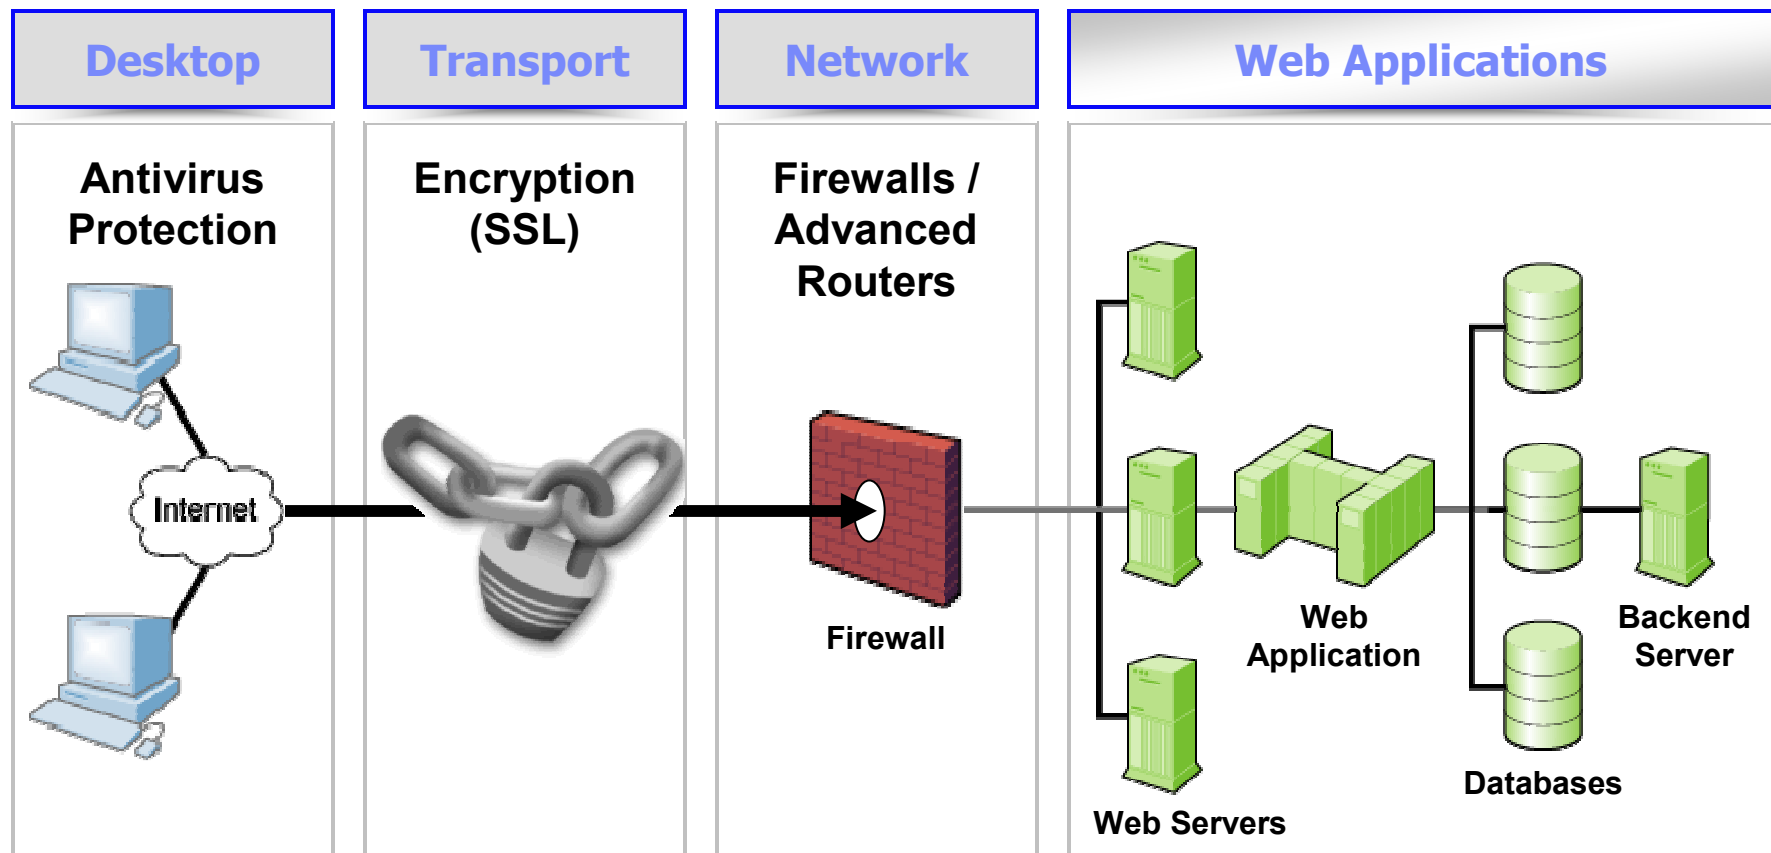 Desktop
Transport
Network
Web Applications
Antivirus
Protection
Encryption
(SSL)
Firewalls /
Advanced
Routers
Internet
Firewall
Web
Application
Backend
Server
Databases
Web Servers